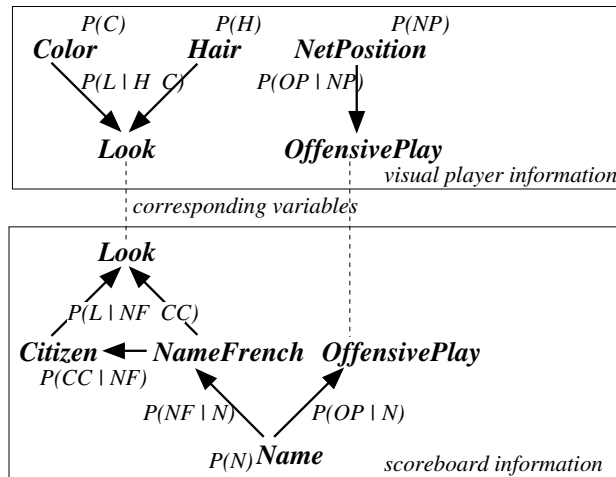 P(C) P(H) P(NP)
Color Hair NetPosition
P(L | H C) P(OP | NP)
Look OffensivePlay
visual player information
corresponding variables
Look
P(L | NF CC)
Citizen NameFrench OffensivePlay
P(CC | NF)
P(NF | N) P(OP | N)
P(N) Name
scoreboard information